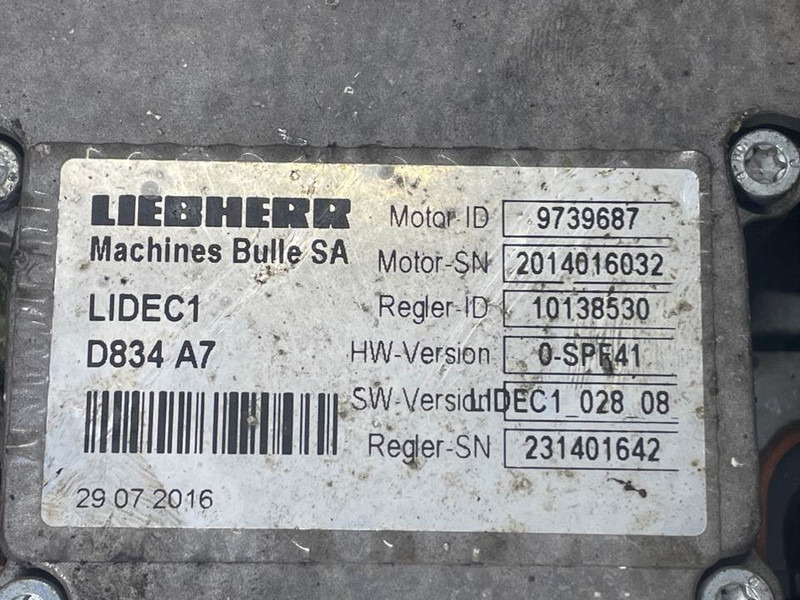 LIEBHERR
Machines Bulle SA
LIDEC1
D834 A7
29.07.2016
Motor-ID 9739687
Motor-SN 2014016032
Regler-ID 10138530
HW-Version 0-SPF41
SW-Version LIDEC1_028_08_
Regler-SN 231401642